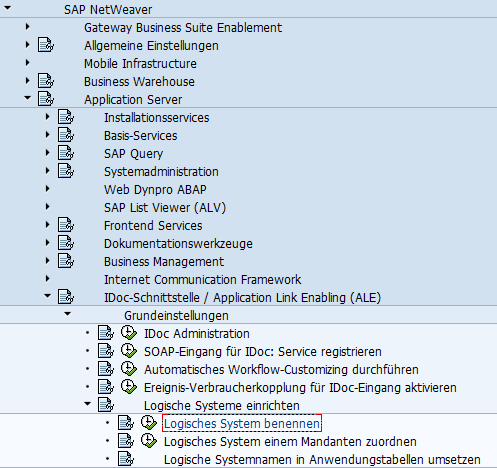 SAP NetWeaver
Gateway Business Suite Enablement
Allgemeine Einstellungen
Mobile Infrastructure
Business Warehouse
Application Server
Installationsservices
Basis-Services
SAP Query
Systemadministration
Web Dynpro ABAP
SAP List Viewer (ALV)
Frontend Services
Dokumentationswerkzeuge
Business Management
Internet Communication Framework
IDoc-Schnittstelle / Application Link Enabling (ALE)
Grundeinstellungen
IDoc Administration
SOAP-Eingang für IDoc: Service registrieren
Automatisches Workflow-Customizing durchführen
Ereignis-Verbraucherkopplung für IDoc-Eingang aktivieren
Logische Systeme einrichten
Logisches System benennen
Logisches System einem Mandanten zuordnen
Logische Systemnamen in Anwendungstabellen umsetzen